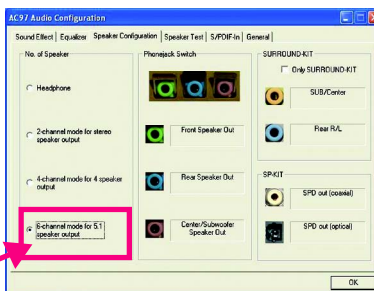 AC97 Audio Configuration
Sound Effect | Equalizer | Speaker Configuration | Speaker Test | S/PDIF-In | General
No. of Speaker
Headphone
2-channel mode for stereo
speaker output
4-channel mode for 4 speaker
output
6-channel mode for 5.1
speaker output
Phonejack Switch
Front Speaker Out
Rear Speaker Out
Center/Subwoofer
Speaker Out
SURROUND-KIT
Only SURROUND-KIT
SUB/Center
Rear R/L
SP-KIT
SPD out (coaxial)
SPD out (optical)
OK